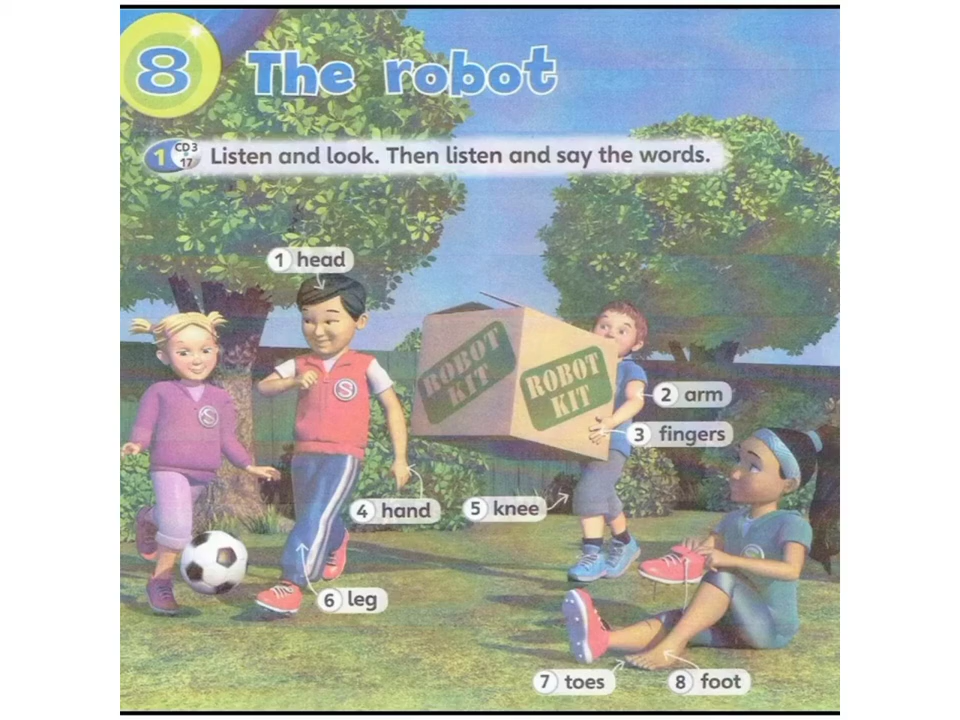 8 The robot
1 CD3 17 Listen and look. Then listen and say the words.
1 head
ROBOT
KIT
ROBOT
KIT
2 arm
3 fingers
4 hand
5 knee
6 leg
7 toes
8 foot
S
S